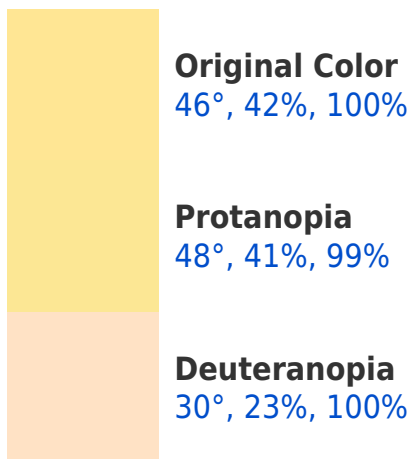 Original Color
46°, 42%, 100%
Protanopia
48°, 41%, 99%
Deuteranopia
30°, 23%, 100%